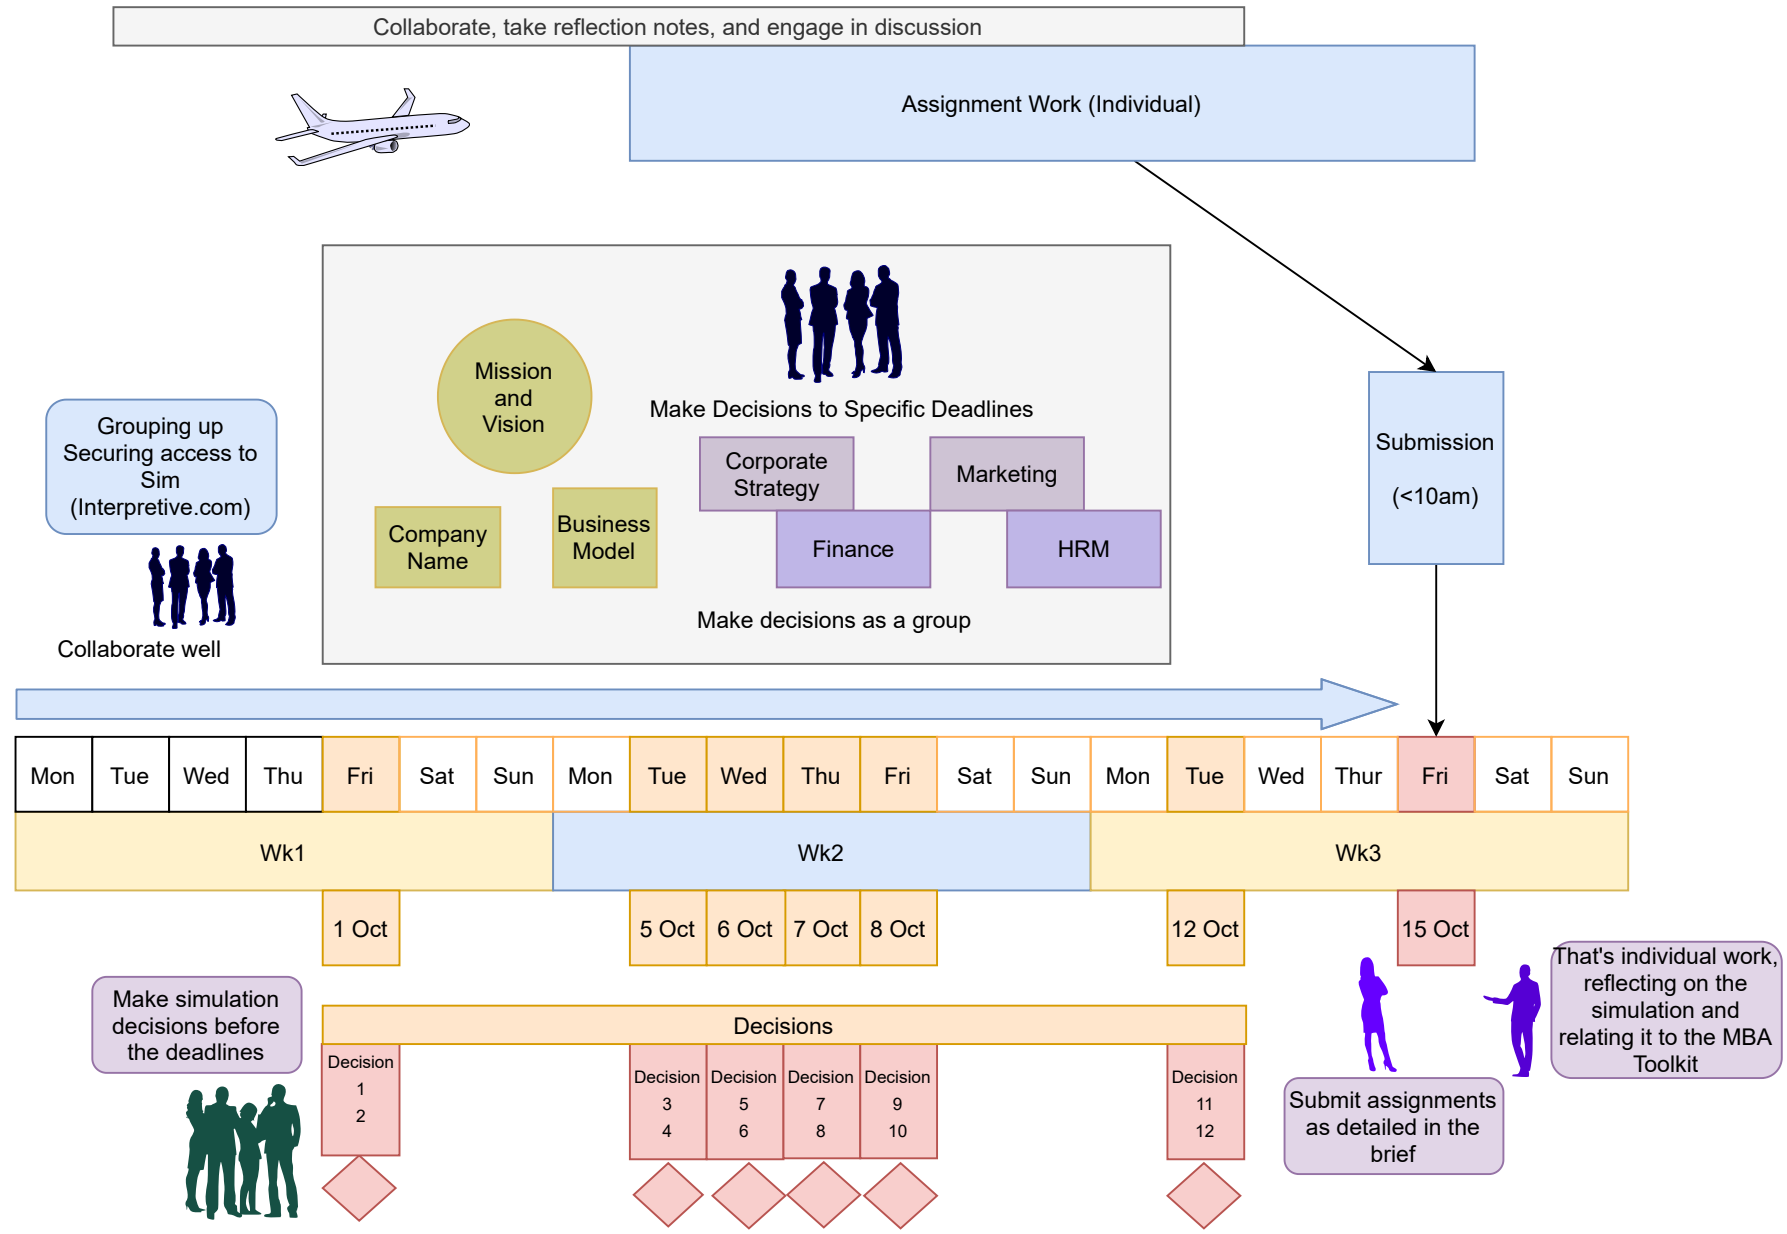 Collaborate, take reflection notes, and engage in discussion
Assignment Work (Individual)
Mission
and
Vision
Make Decisions to Specific Deadlines
Grouping up
Securing access to
Sim
(Interpretive.com)
Corporate
Strategy
Marketing
Submission
(<10am)
Company
Name
Business
Model
Finance
HRM
Make decisions as a group
Collaborate well
Mon Tue Wed Thu Fri Sat Sun Mon Tue Wed Thu Fri Sat Sun Mon Tue Wed Thur Fri Sat Sun
Wk1 Wk2 Wk3
1 Oct 5 Oct 6 Oct 7 Oct 8 Oct 12 Oct 15 Oct
That's individual work,
reflecting on the
simulation and
relating it to the MBA
Toolkit
Make simulation
decisions before
the deadlines
Decisions
Decision
1
2
Decision
3
4
Decision
5
6
Decision
7
8
Decision
9
10
Decision
11
12
Submit assignments
as detailed in the
brief